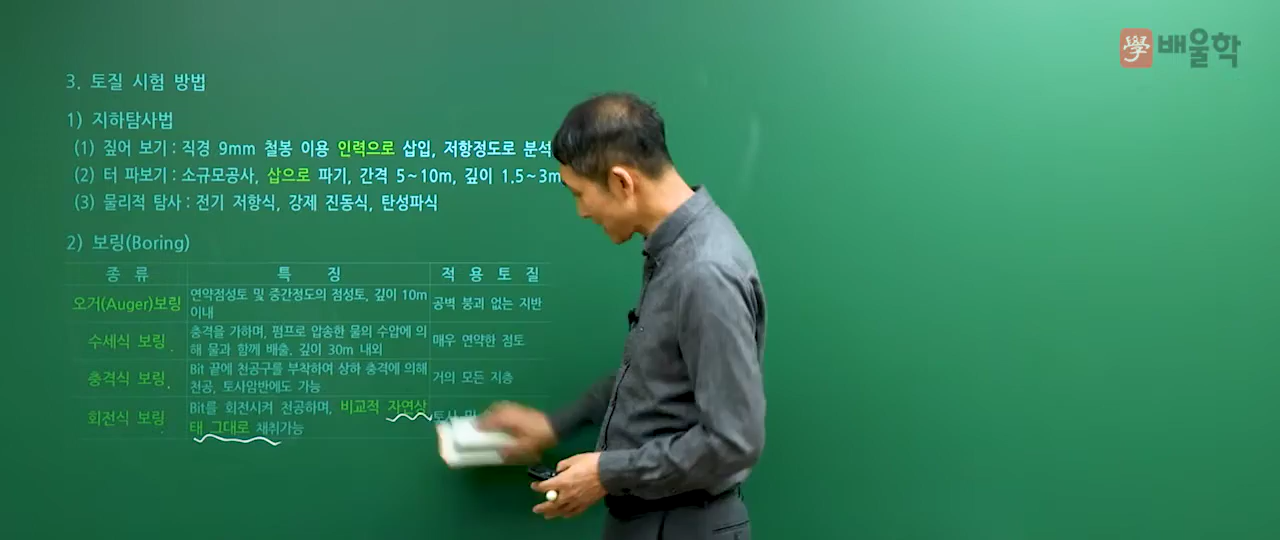 學 배울학
3. 토질 시험 방법
1) 지하탐사법
(1) 짚어 보기 : 직경 9mm 철봉 이용 인력으로 삽입, 저항정도로 분석
(2) 터 파보기 : 소규모공사, 삽으로 파기, 간격 5~10m, 깊이 1.5~3m
(3) 물리적 탐사 : 전기 저항식, 강제 진동식, 탄성파식
2) 보링(Boring)
종 류 특 징 적 용 토 질
오거(Auger)보링 연약점성토 및 중간정도의 점성토, 깊이 10m
이내 공벽 붕괴 없는 지반
수세식 보링 충격을 가하며, 펌프로 압송한 물의 수압에 의
해 물과 함께 배출, 깊이 30m 내외 매우 연약한 점토
충격식 보링 Bit 끝에 천공구를 부착하여 상하 충격에 의해
천공, 토사암반에도 가능 거의 모든 지층
회전식 보링 Bit를 회전시켜 천공하며, 비교적 자연상
태 그대로 채취가능 토사 및